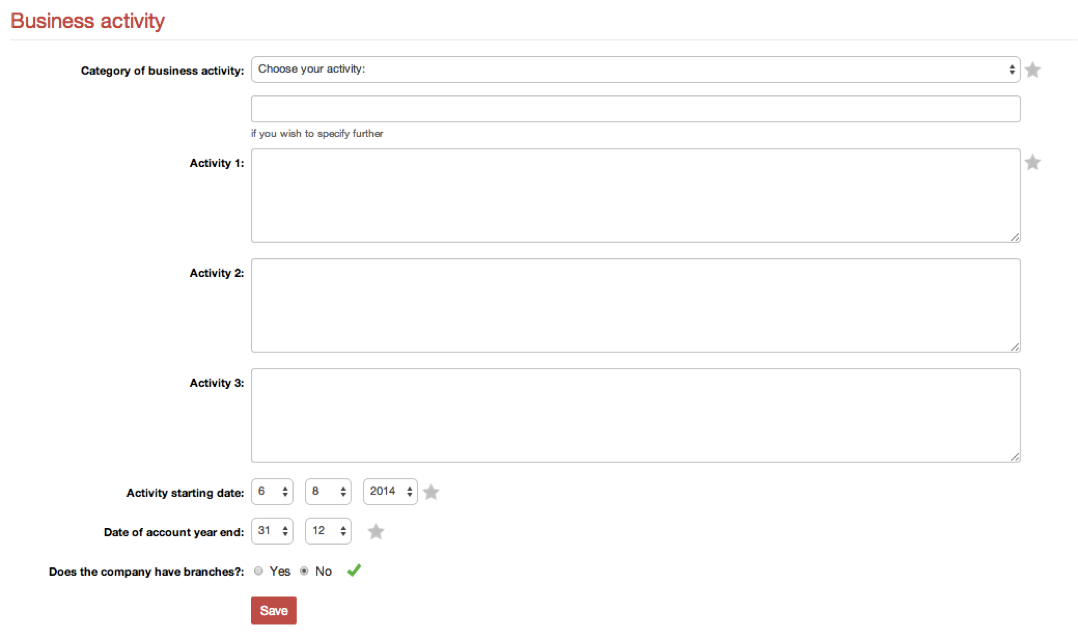 Business activity
Category of business activity: Choose your activity:
if you wish to specify further
Activity 1:
Activity 2:
Activity 3:
Activity starting date: 6 8 2014
Date of account year end: 31 12
Does the company have branches?: Yes No
Save